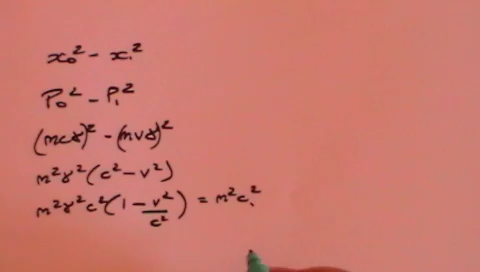 x₀² - x₁²
P₀² - P₁²
(mcγ)² - (mvγ)²
m²γ²(c² - v²)
m²γ²c²(1 - v²/c²) = m²c²